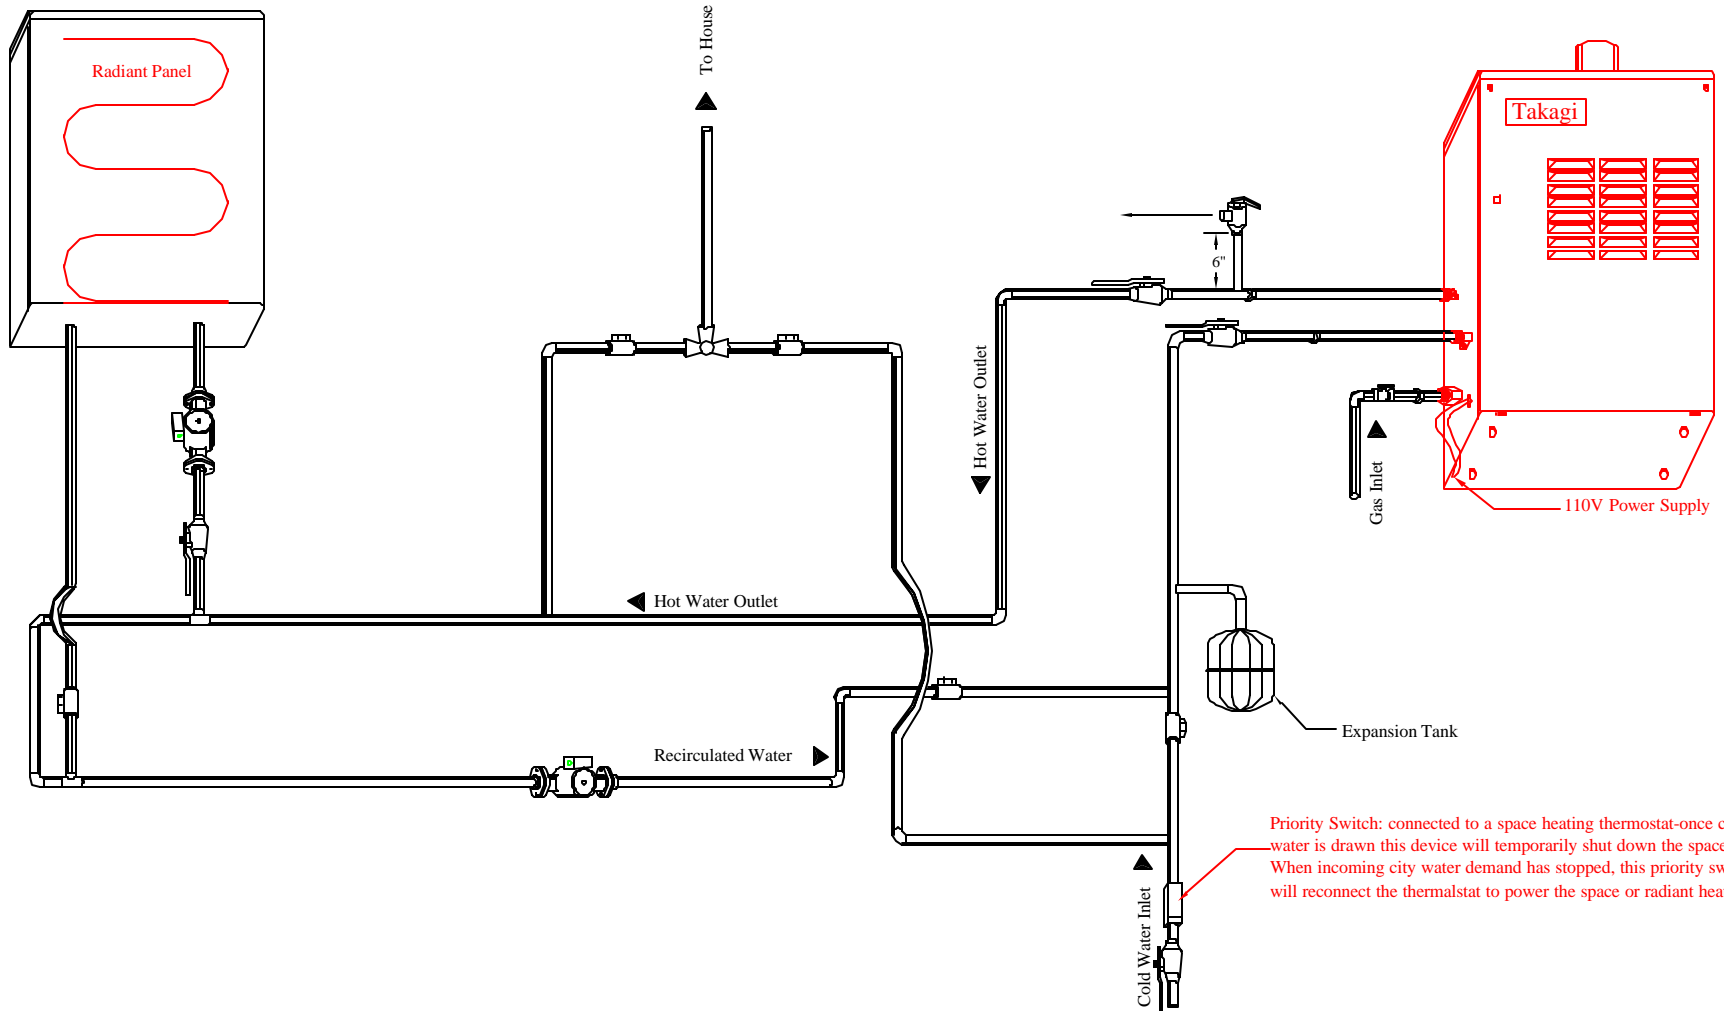 To House
Radiant Panel
Takagi
6"
Hot Water Outlet
Gas Inlet
110V Power Supply
Hot Water Outlet
Expansion Tank
Recirculated Water
Priority Switch: connected to a space heating thermostat-once
water is drawn this device will temporarily shut down the space
When incoming city water demand has stopped, this priority
will reconnect the thermalstat to power the space or radiant
Cold Water Inlet